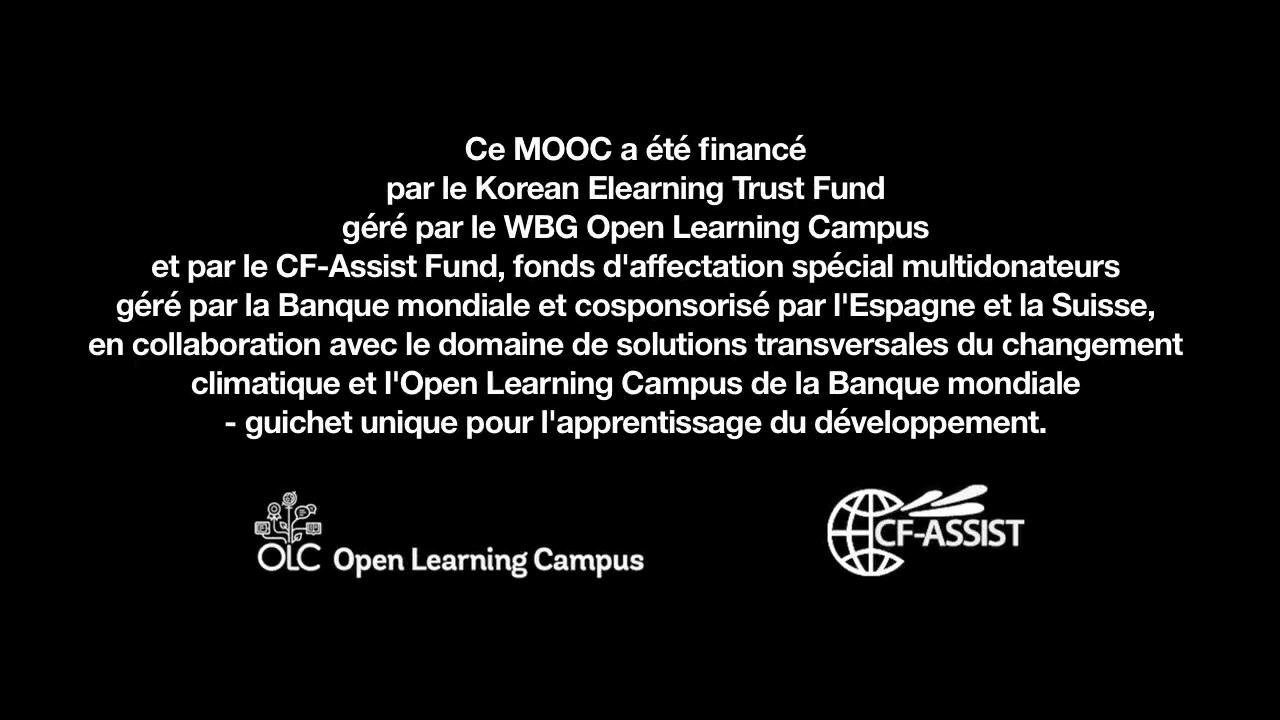 Ce MOOC a été financé
par le Korean Elearning Trust Fund
géré par le WBG Open Learning Campus
et par le CF-Assist Fund, fonds d'affectation spécial multidonateurs
géré par la Banque mondiale et cosponsorisé par l'Espagne et la Suisse,
en collaboration avec le domaine de solutions transversales du changement
climatique et l'Open Learning Campus de la Banque mondiale
- guichet unique pour l'apprentissage du développement.
OLC Open Learning Campus
CF-ASSIST